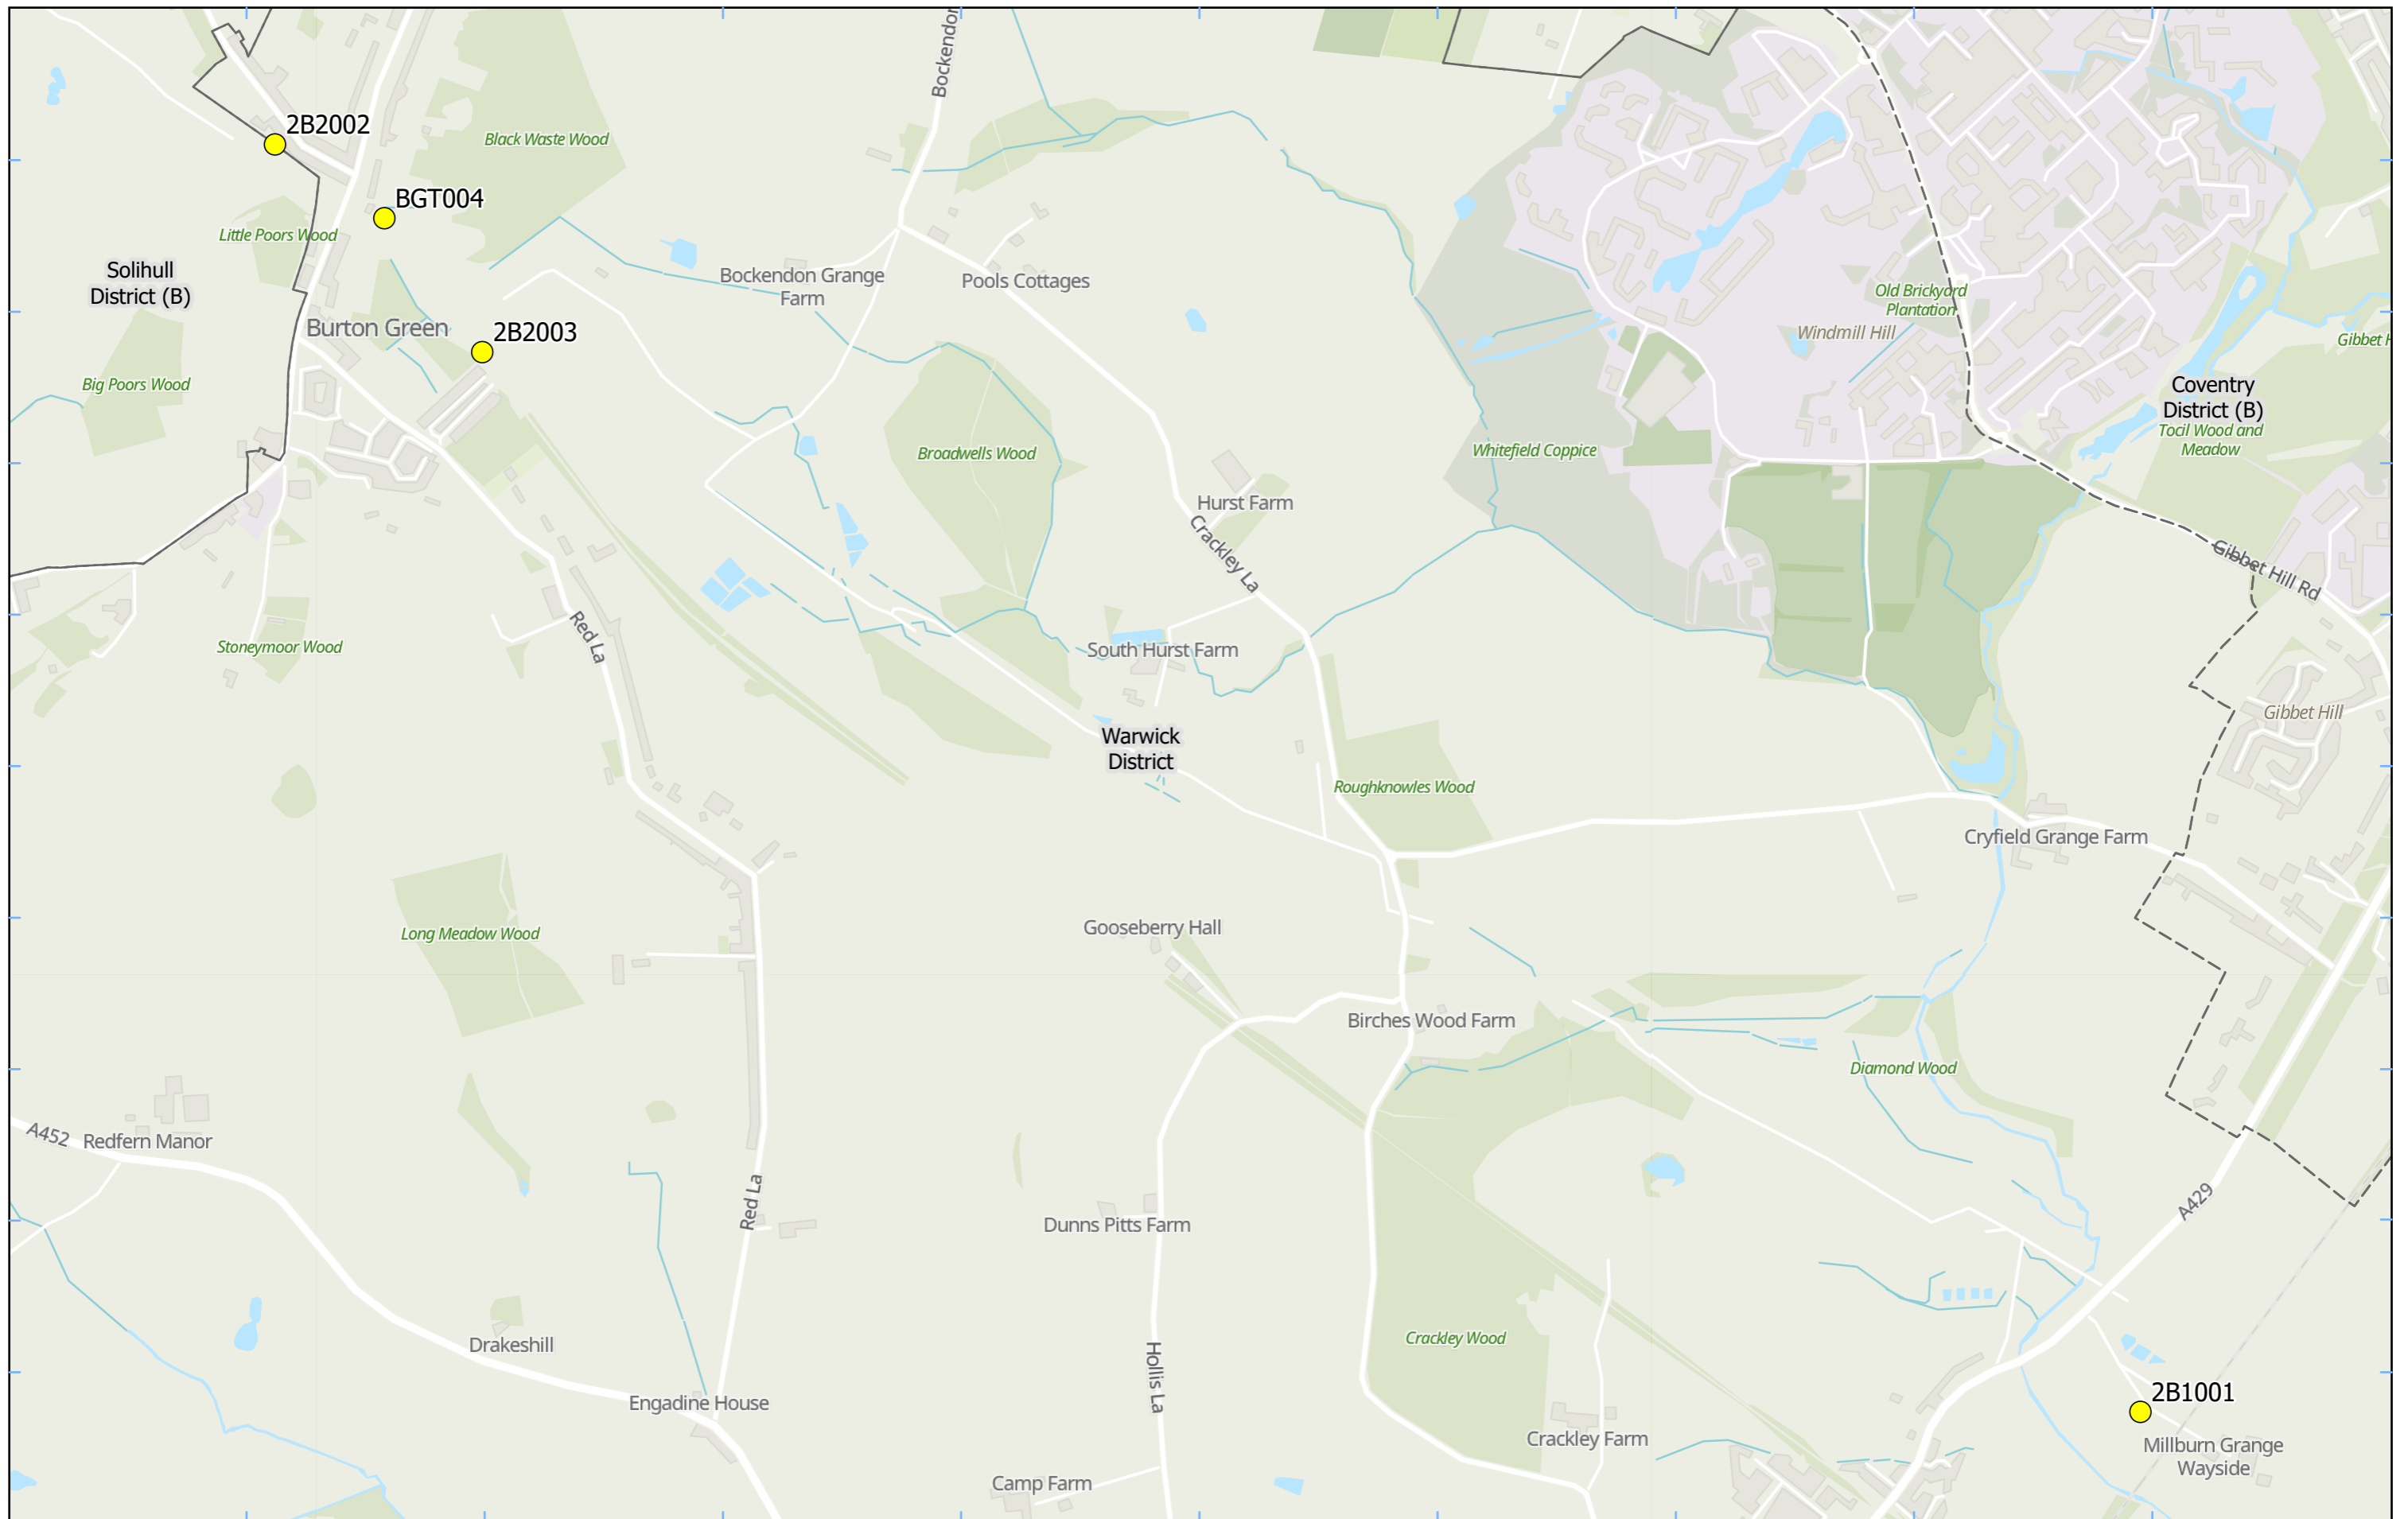 Bockendon
2B2002
Black Waste Wood
BGT004
Little Poors Wood
Solihull
District (B)
Bockendon Grange
Farm
Pools Cottages
Old Brickyard
Plantation
Windmill Hill
Burton Green
2B2003
Gibbet H
Big Poors Wood
Coventry
District (B)
Tocil Wood and
Meadow
Broadwells Wood
Whitefield Coppice
Hurst Farm
Crackley La
Gibbet Hill Rd
Red La
Stoneymoor Wood
South Hurst Farm
Gibbet Hill
Warwick
District
Roughknowles Wood
Cryfield Grange Farm
Long Meadow Wood
Gooseberry Hall
Birches Wood Farm
Diamond Wood
A452
Redfern Manor
Red La
A429
Dunns Pitts Farm
Drakeshill
Crackley Wood
Hollis La
Engadine House
2B1001
Crackley Farm
Millburn Grange
Wayside
Camp Farm